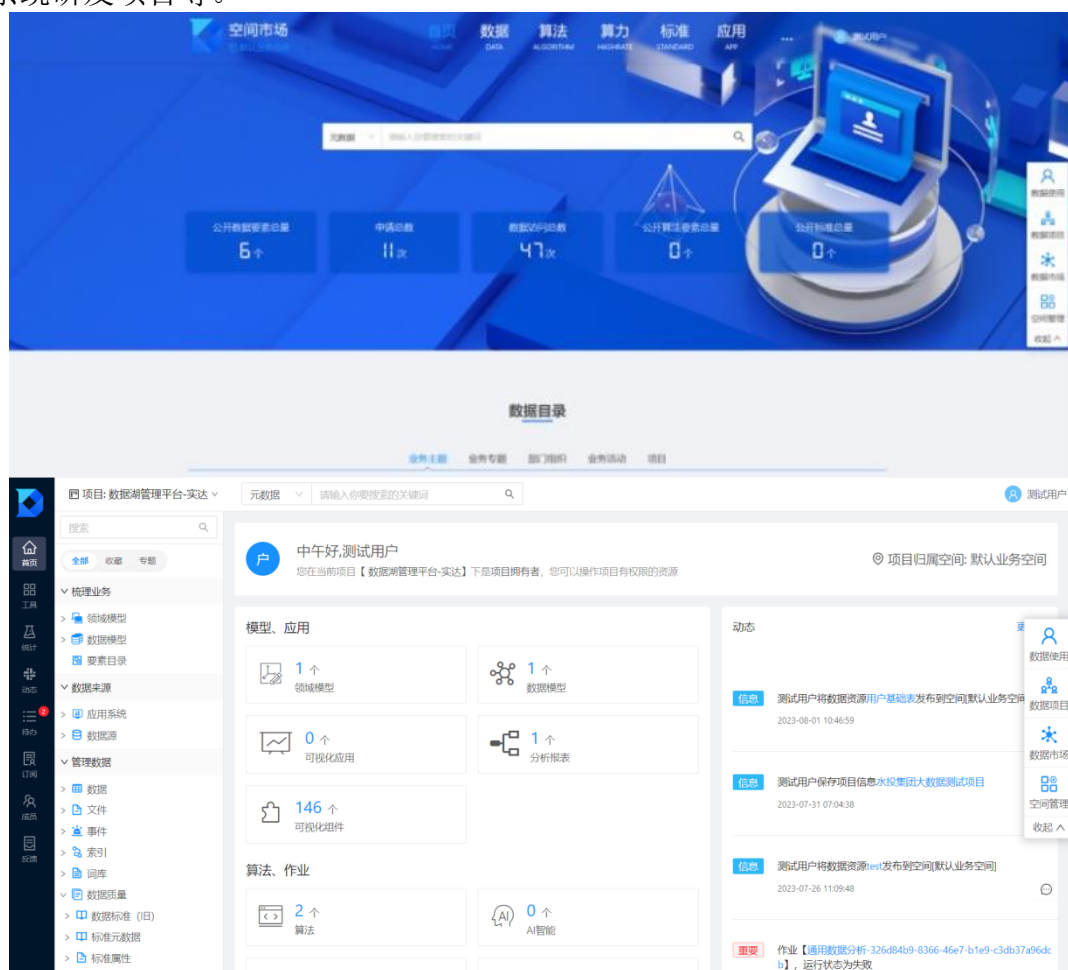 系统研发项目等。
空间市场
首页 数据 算法 算力 标准 应用 ... 测试用户
HOME DATA ALGORITHM HASHRATE STANDARD APP
元数据 请输入你要搜索的关键词
数据使用
数据项目
数据市场
空间管理
收起
公开数据要素总量 申请总数 数据访问总数 公开算法要素总量 公开标准总量
6个 11次 47次 0个 0个
数据目录
业务主题 业务专题 部门组织 业务活动 项目
项目: 数据湖管理平台-实达 元数据 请输入你要搜索的关键词 测试用户
首页
工具
统计
动态
待办 2
订阅
成员
反馈
搜索
全部 收藏 专题
梳理业务
领域模型
数据模型
要素目录
数据来源
应用系统
数据源
管理数据
数据
文件
事件
索引
词库
数据质量
数据标准（旧）
标准元数据
标准属性
户
中午好,测试用户
您在当前项目【数据湖管理平台-实达】下是项目拥有者，您可以操作项目有权限的资源
项目归属空间: 默认业务空间
模型、应用
1 个
领域模型
1 个
数据模型
0 个
可视化应用
1 个
分析报表
146 个
可视化组件
算法、作业
2 个
算法
AI
0 个
AI智能
动态
信息 测试用户将数据资源用户基础表发布到空间[默认业务空间
2023-08-01 10:46:59
信息 测试用户保存项目信息水投集团大数据测试项目
2023-07-31 07:04:38
信息 测试用户将数据资源test发布到空间[默认业务空间]
2023-07-26 11:09:48
重要 作业【通用数据分析-326d84b9-8366-46e7-b1e9-c3db37a96dc
b】，运行状态为失败
数据使用
数据项目
数据市场
空间管理
收起